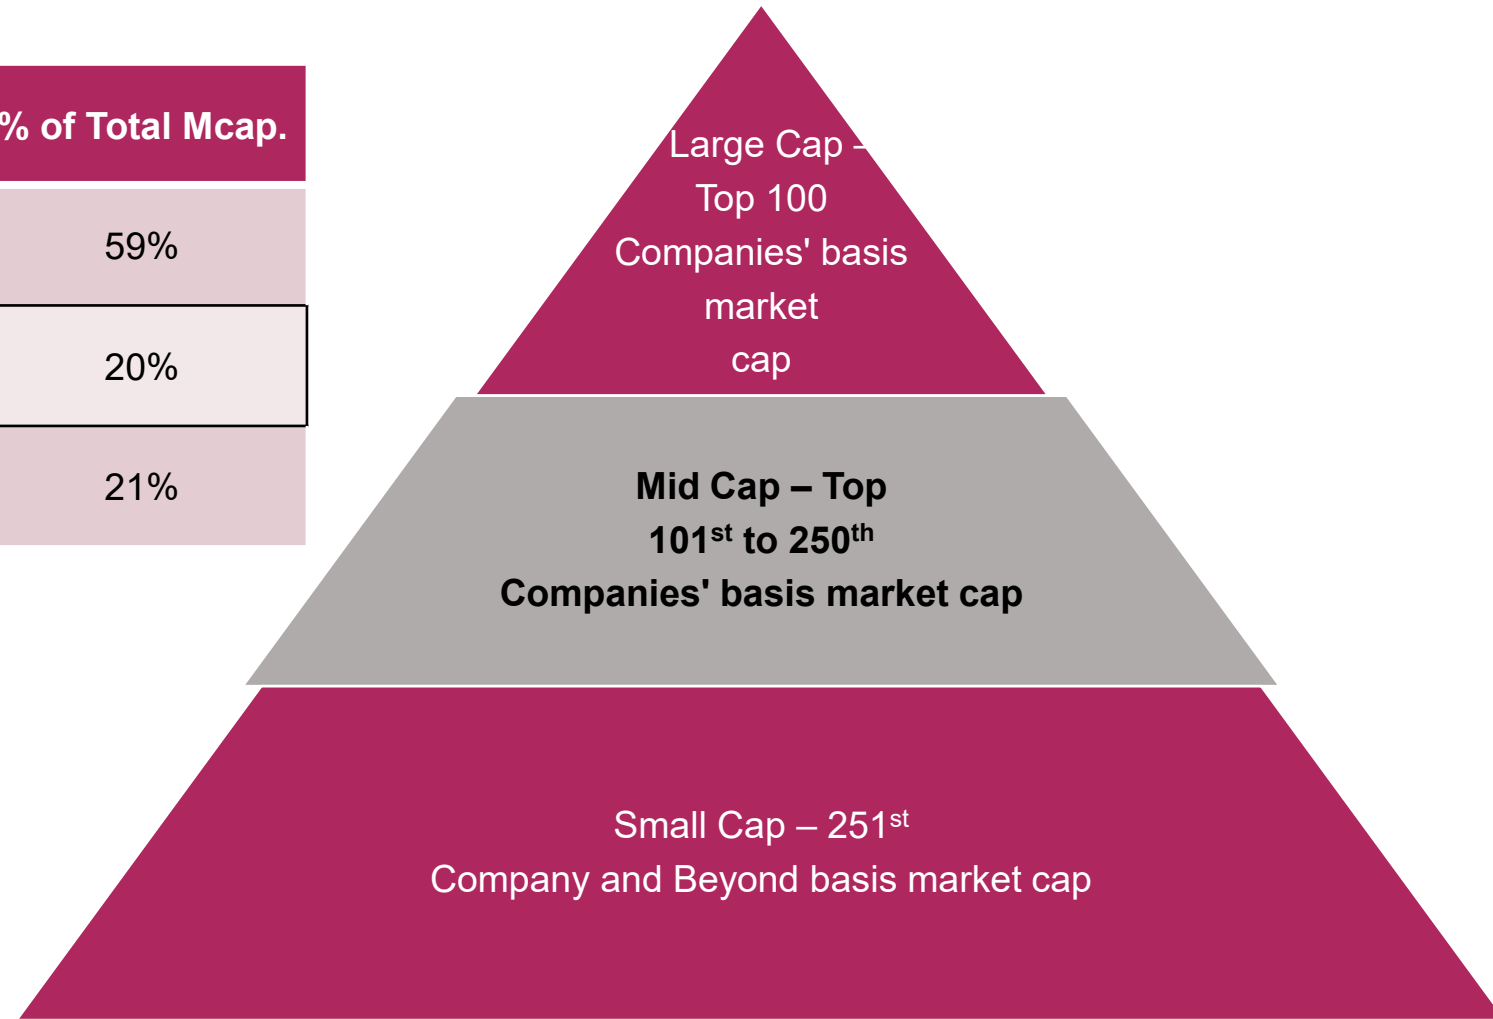 % of Total Mcap.
59%
20%
21%
Large Cap –
Top 100
Companies' basis
market
cap
Mid Cap – Top
101st to 250th
Companies' basis market cap
Small Cap – 251st
Company and Beyond basis market cap